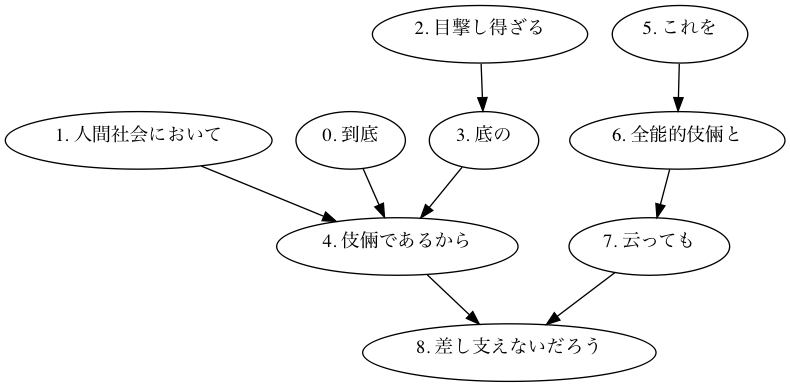 2. 目撃し得ざる
5. これを
1. 人間社会において
0. 到底
3. 底の
6. 全能的伎倆と
4. 伎倆であるから
7. 云っても
8. 差し支えないだろう